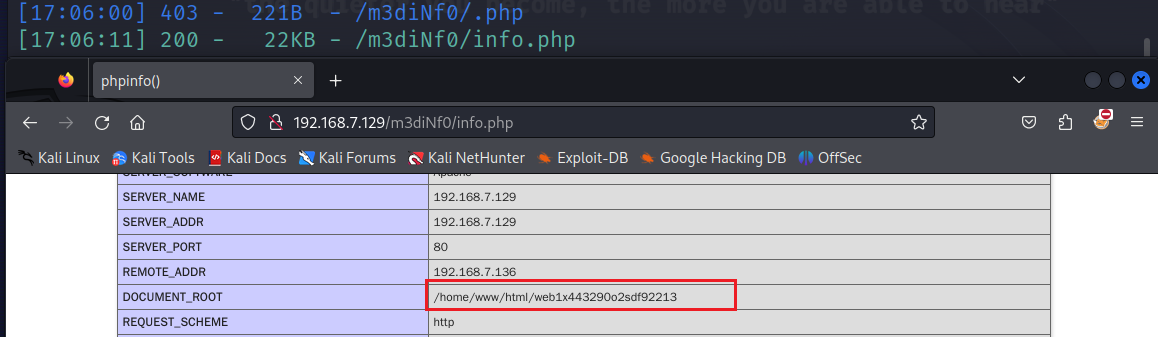 [17:06:00] 403 -  221B  - /m3diNf0/.php
[17:06:11] 200 -   22KB - /m3diNf0/info.php
phpinfo()
192.168.7.129/m3diNf0/info.php
Kali Linux Kali Tools Kali Docs Kali Forums Kali NetHunter Exploit-DB Google Hacking DB OffSec
SERVER_SOFTWARE Apache
SERVER_NAME 192.168.7.129
SERVER_ADDR 192.168.7.129
SERVER_PORT 80
REMOTE_ADDR 192.168.7.136
DOCUMENT_ROOT /home/www/html/web1x443290o2sdf92213
REQUEST_SCHEME http